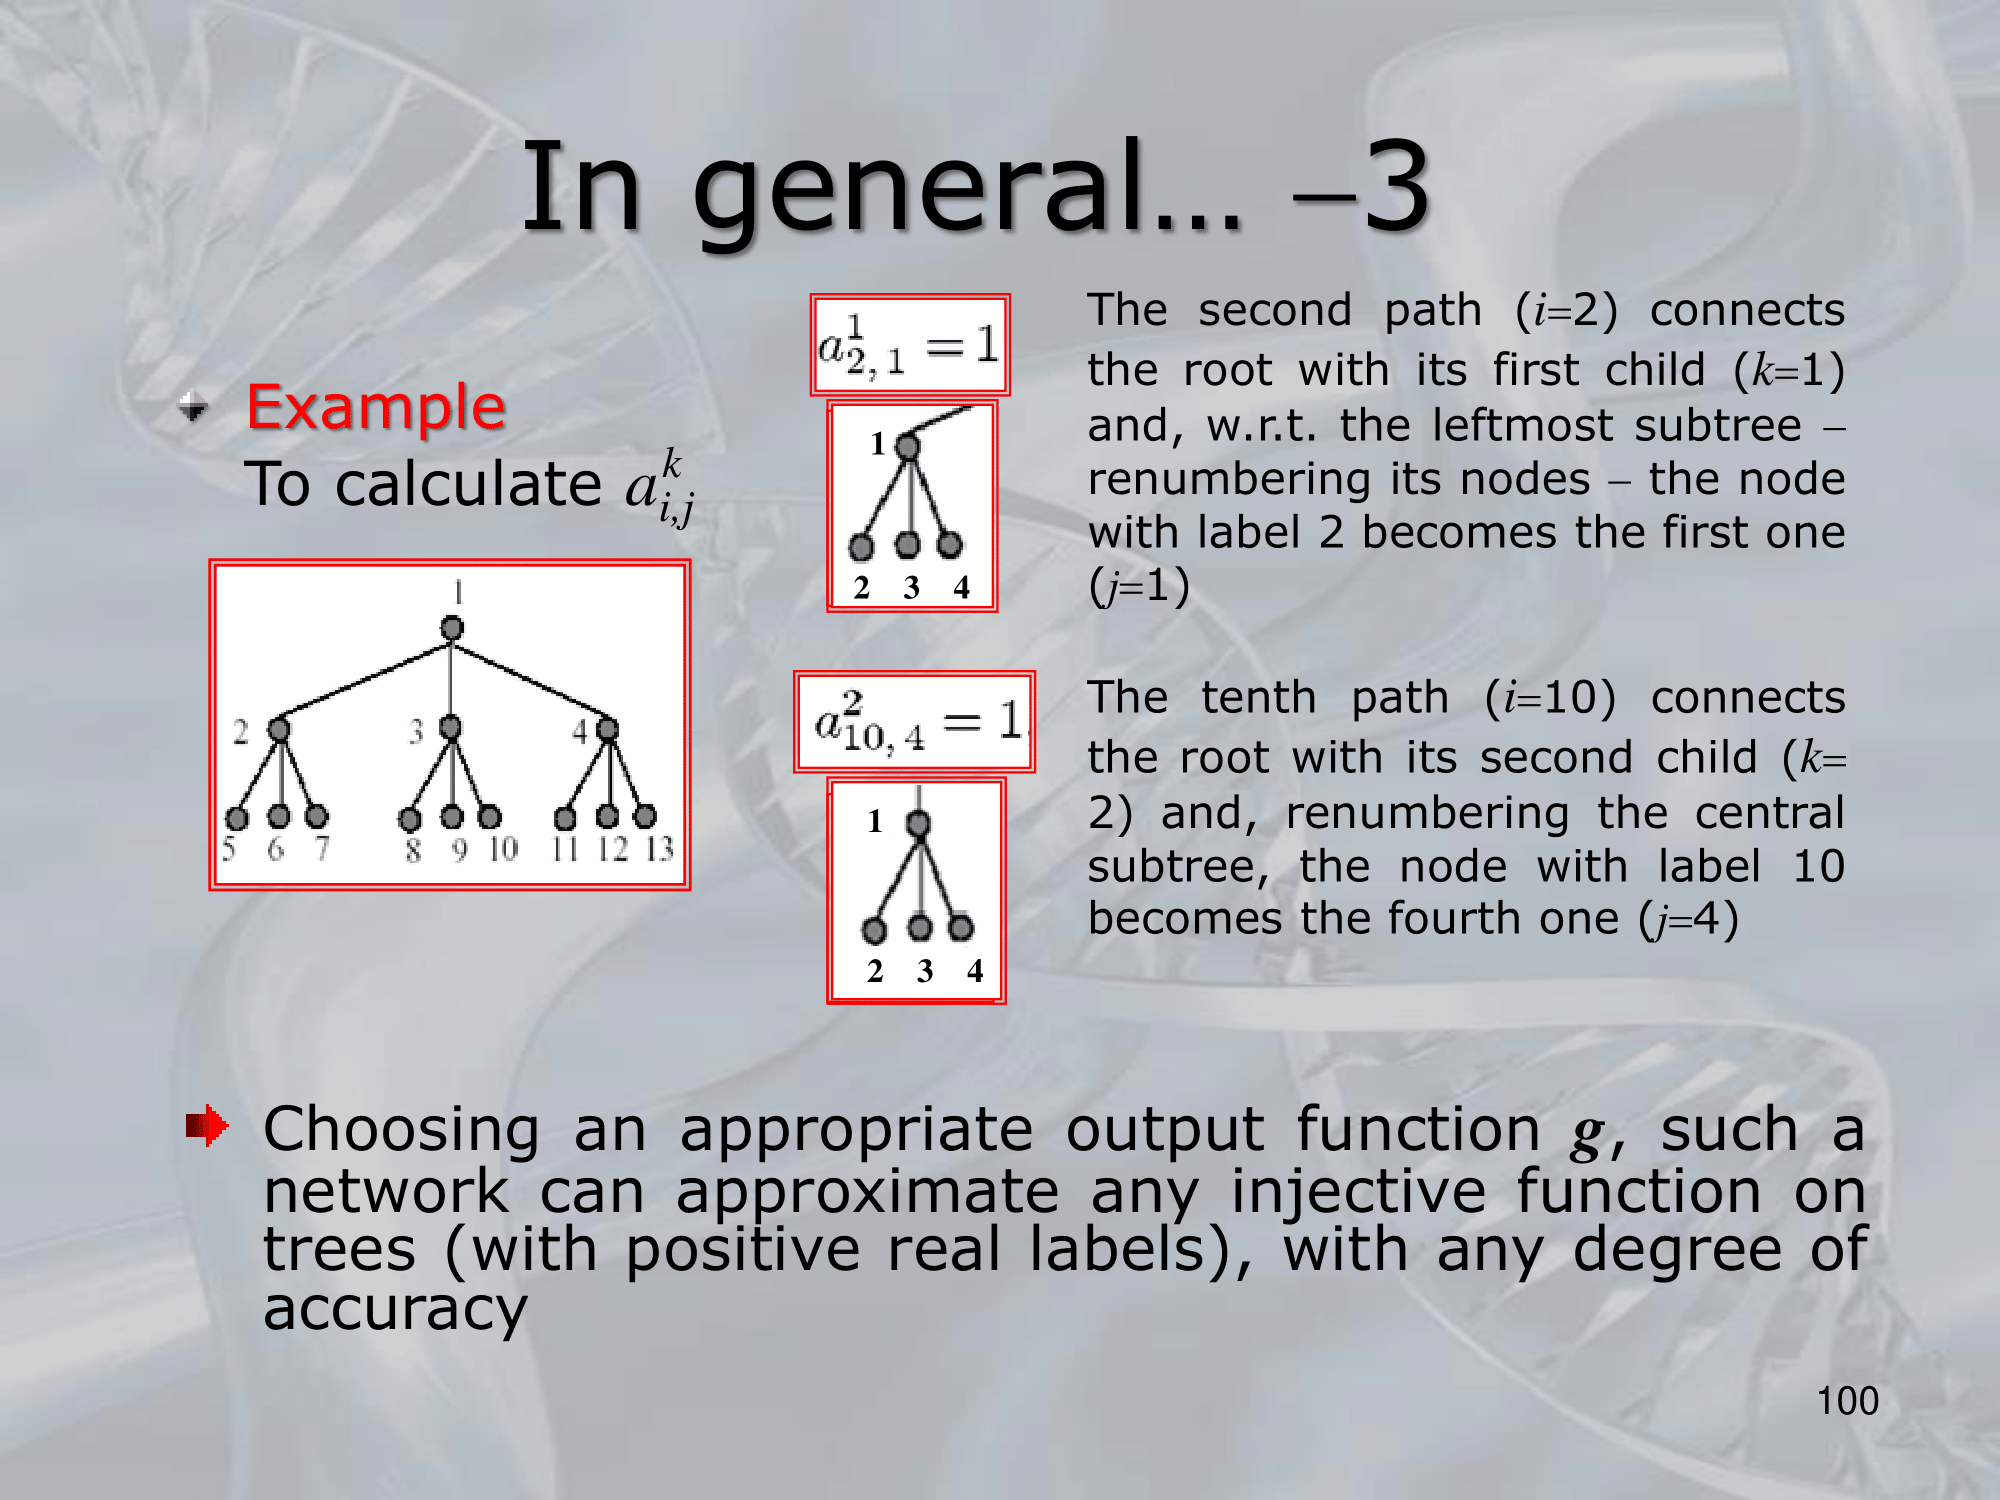 In general… –3
Example
To calculate a_{i,j}^k
1
2 3 4
5 6 7 8 9 10 11 12 13
a_{2, 1}^1 = 1
1
2 3 4
The second path (i=2) connects
the root with its first child (k=1)
and, w.r.t. the leftmost subtree –
renumbering its nodes – the node
with label 2 becomes the first one
(j=1)
a_{10, 4}^2 = 1
1
2 3 4
The tenth path (i=10) connects
the root with its second child (k=
2) and, renumbering the central
subtree, the node with label 10
becomes the fourth one (j=4)
Choosing an appropriate output function g, such a
network can approximate any injective function on
trees (with positive real labels), with any degree of
accuracy
100